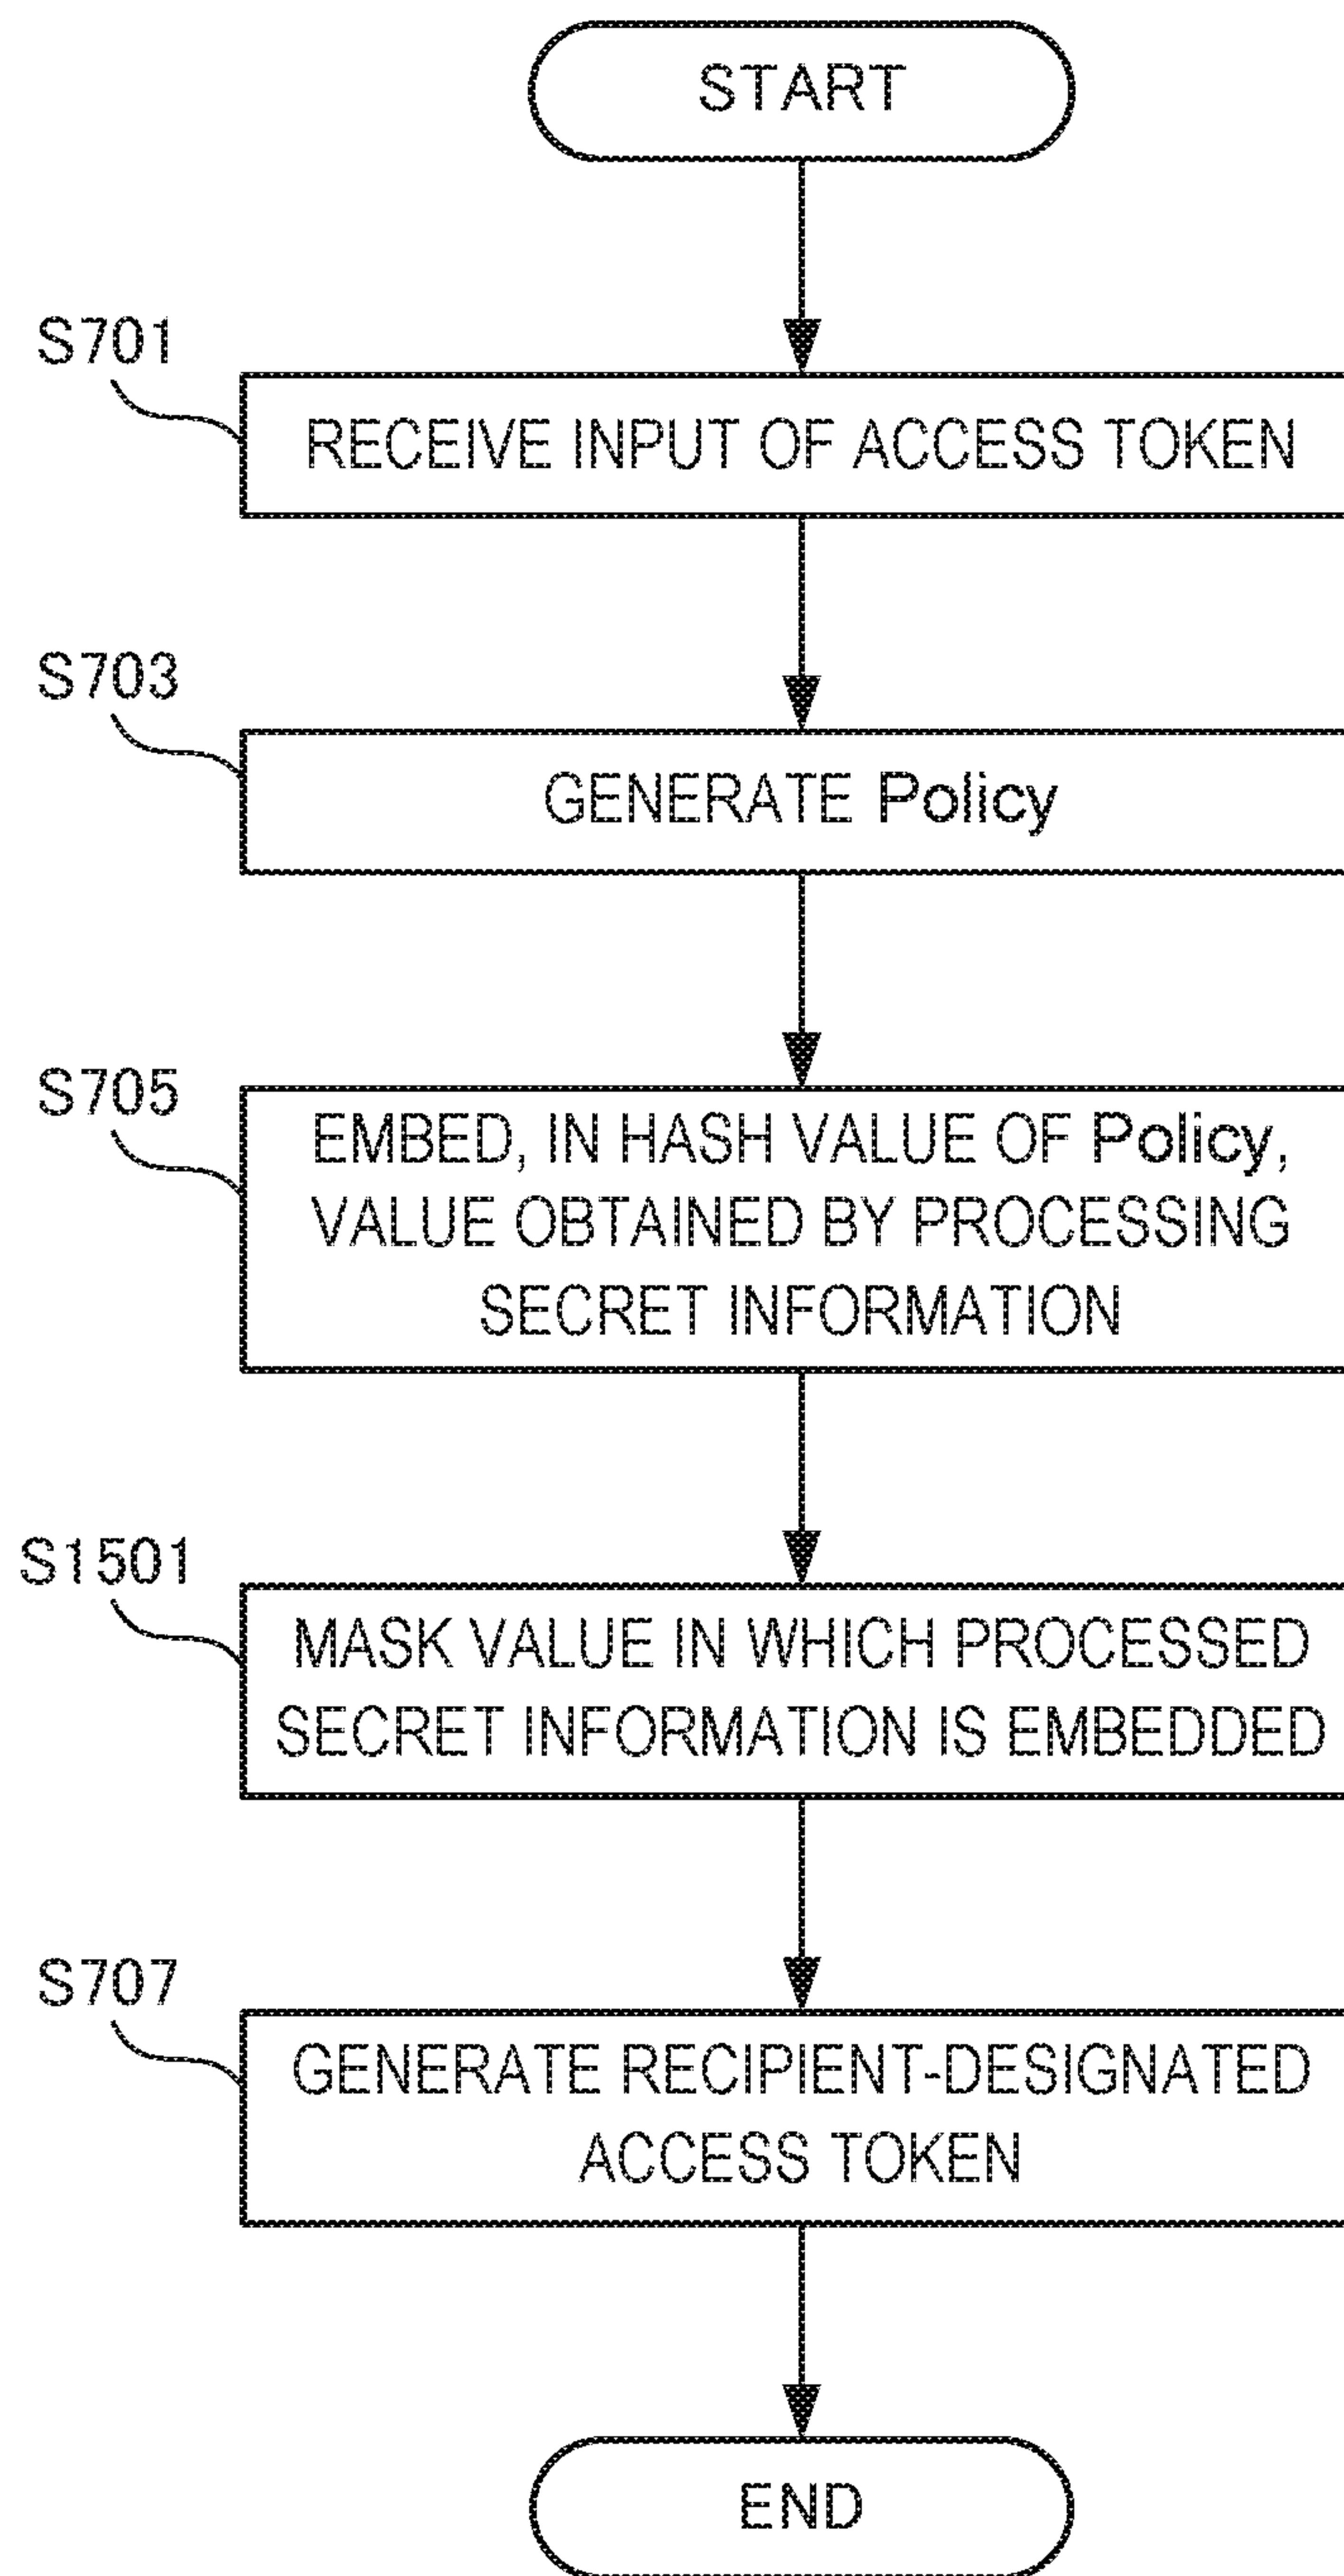 START
S701
RECEIVE INPUT OF ACCESS TOKEN
S703
GENERATE Policy
S705
EMBED, IN HASH VALUE OF Policy,
VALUE OBTAINED BY PROCESSING
SECRET INFORMATION
S1501
MASK VALUE IN WHICH PROCESSED
SECRET INFORMATION IS EMBEDDED
S707
GENERATE RECIPIENT-DESIGNATED
ACCESS TOKEN
END